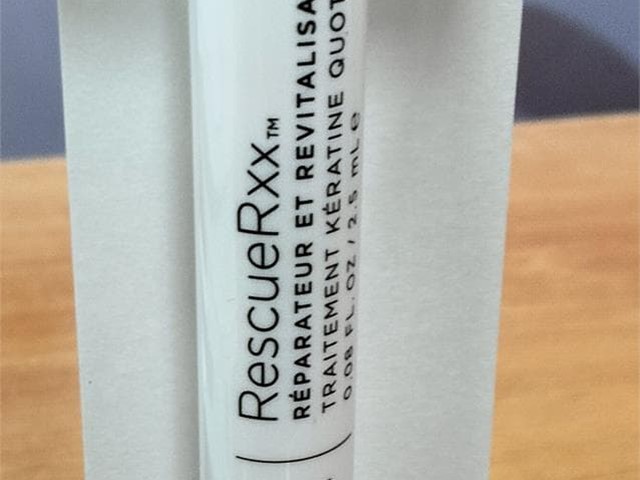 RescueRxx™
RÉPARATEUR ET REVITALISA
TRAITEMENT KÉRATINE QUOT
0.08 FL. OZ / 2.5 mL ℮